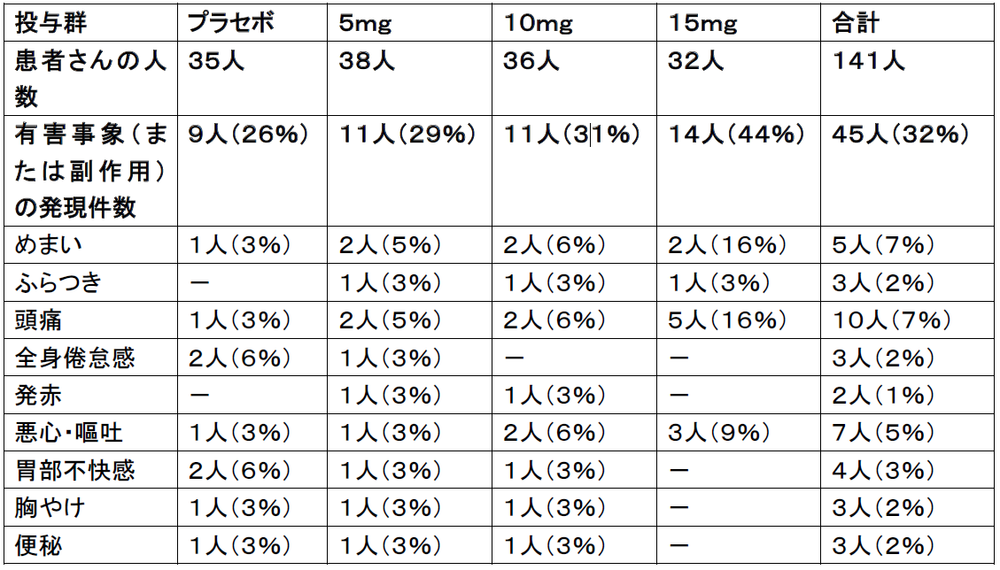 投与群 プラセボ 5mg 10mg 15mg 合計
患者さんの人 35人 38人 36人 32人 141人
数
有害事象(ま 9人(26%) 11人(29%) 11人(31%) 14人(44%) 45人(32%)
たは副作用)
の発現件数
めまい 1人(3%) 2人(5%) 2人(6%) 2人(16%) 5人(7%)
ふらつき － 1人(3%) 1人(3%) 1人(3%) 3人(2%)
頭痛 1人(3%) 2人(5%) 2人(6%) 5人(16%) 10人(7%)
全身倦怠感 2人(6%) 1人(3%) － － 3人(2%)
発赤 － 1人(3%) 1人(3%) － 2人(1%)
悪心・嘔吐 1人(3%) 1人(3%) 2人(6%) 3人(9%) 7人(5%)
胃部不快感 2人(6%) 1人(3%) 1人(3%) － 4人(3%)
胸やけ 1人(3%) 1人(3%) 1人(3%) － 3人(2%)
便秘 1人(3%) 1人(3%) 1人(3%) － 3人(2%)